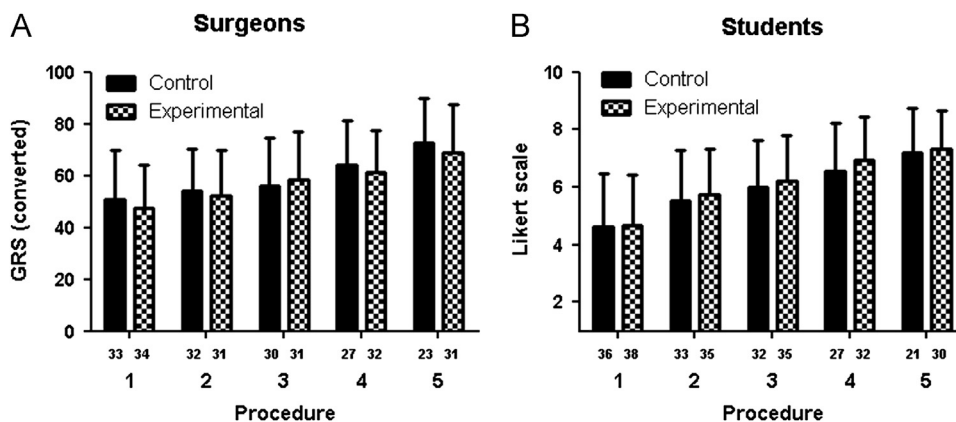 A
Surgeons
GRS (converted)
100
80
60
40
20
0
Control
Experimental
33 34 32 31 30 31 27 32 23 31
1 2 3 4 5
Procedure
B
Students
Likert scale
10
8
6
4
2
Control
Experimental
36 38 33 35 32 35 27 32 21 30
1 2 3 4 5
Procedure